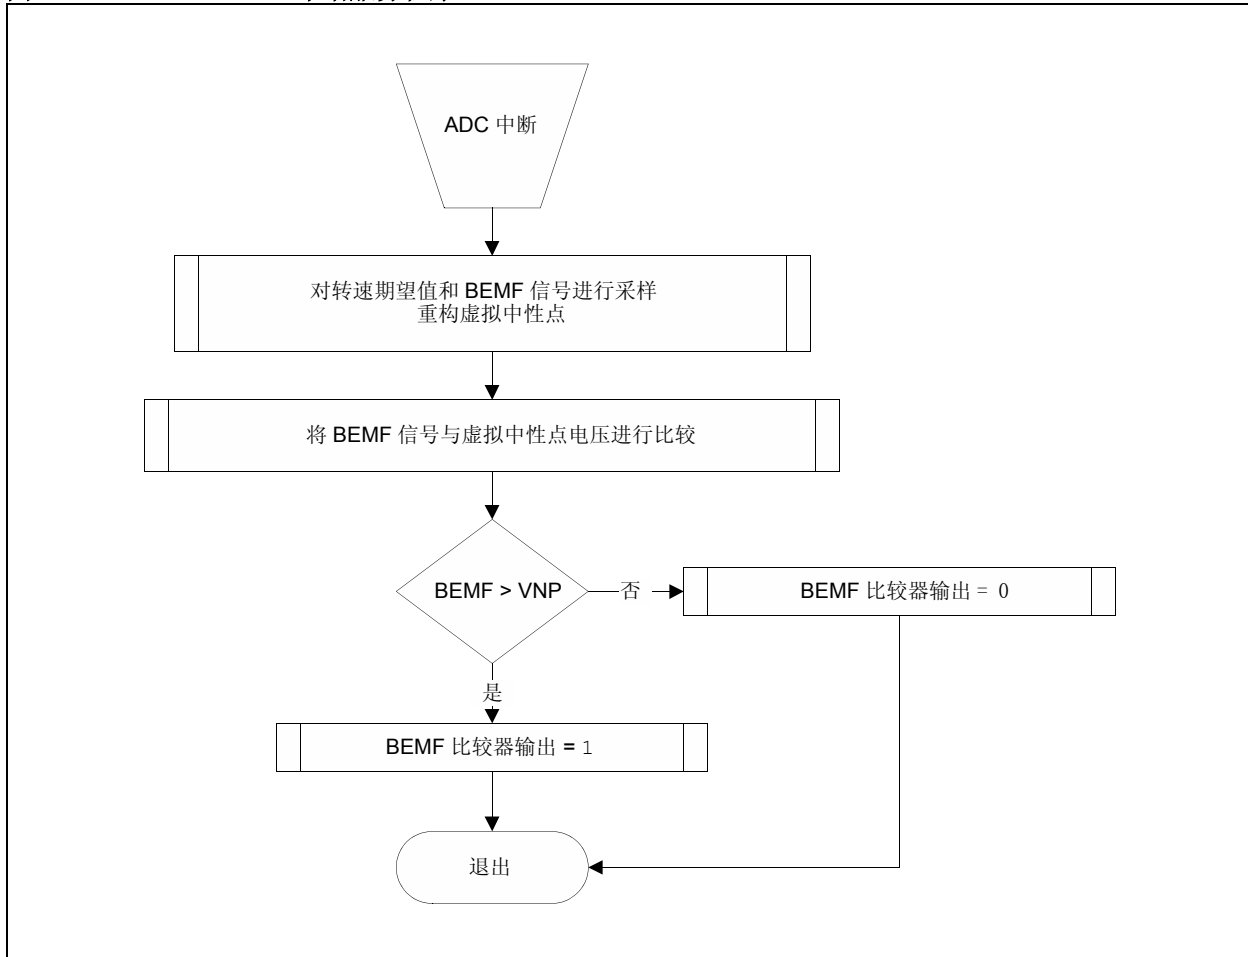 ADC 中断
对转速期望值和 BEMF 信号进行采样
重构虚拟中性点
将 BEMF 信号与虚拟中性点电压进行比较
BEMF > VNP
否
BEMF 比较器输出 = 0
是
BEMF 比较器输出 = 1
退出